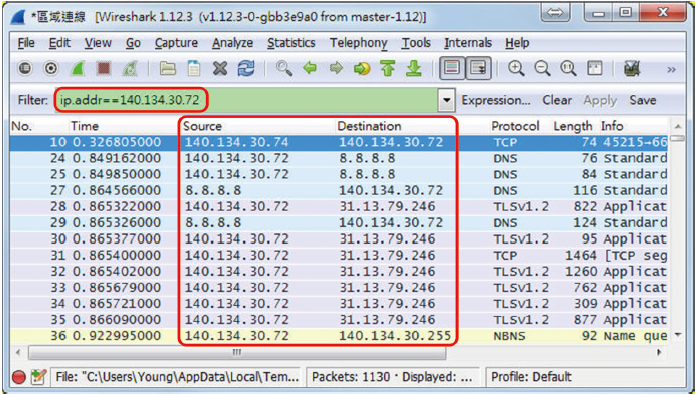 *區域連線 [Wireshark 1.12.3 (v1.12.3-0-gbb3e9a0 from master-1.12)]
File Edit View Go Capture Analyze Statistics Telephony Tools Internals Help
Filter: ip.addr==140.134.30.72 Expression... Clear Apply Save
No. Time Source Destination Protocol Length Info
10 0.326805000 140.134.30.74 140.134.30.72 TCP 74 45215→66
24 0.849162000 140.134.30.72 8.8.8.8 DNS 76 Standard
25 0.849850000 140.134.30.72 8.8.8.8 DNS 84 Standard
27 0.864566000 8.8.8.8 140.134.30.72 DNS 116 Standard
28 0.865322000 140.134.30.72 31.13.79.246 TLSv1.2 822 Applicat
29 0.865326000 8.8.8.8 140.134.30.72 DNS 124 Standard
30 0.865377000 140.134.30.72 31.13.79.246 TLSv1.2 95 Applicat
31 0.865400000 140.134.30.72 31.13.79.246 TCP 1464 [TCP seg
32 0.865402000 140.134.30.72 31.13.79.246 TLSv1.2 1260 Applicat
33 0.865679000 140.134.30.72 31.13.79.246 TLSv1.2 762 Applicat
34 0.865721000 140.134.30.72 31.13.79.246 TLSv1.2 309 Applicat
35 0.866090000 140.134.30.72 31.13.79.246 TLSv1.2 877 Applicat
36 0.922995000 140.134.30.72 140.134.30.255 NBNS 92 Name que
File: "C:\Users\Young\AppData\Local\Tem... Packets: 1130 · Displayed: ... Profile: Default